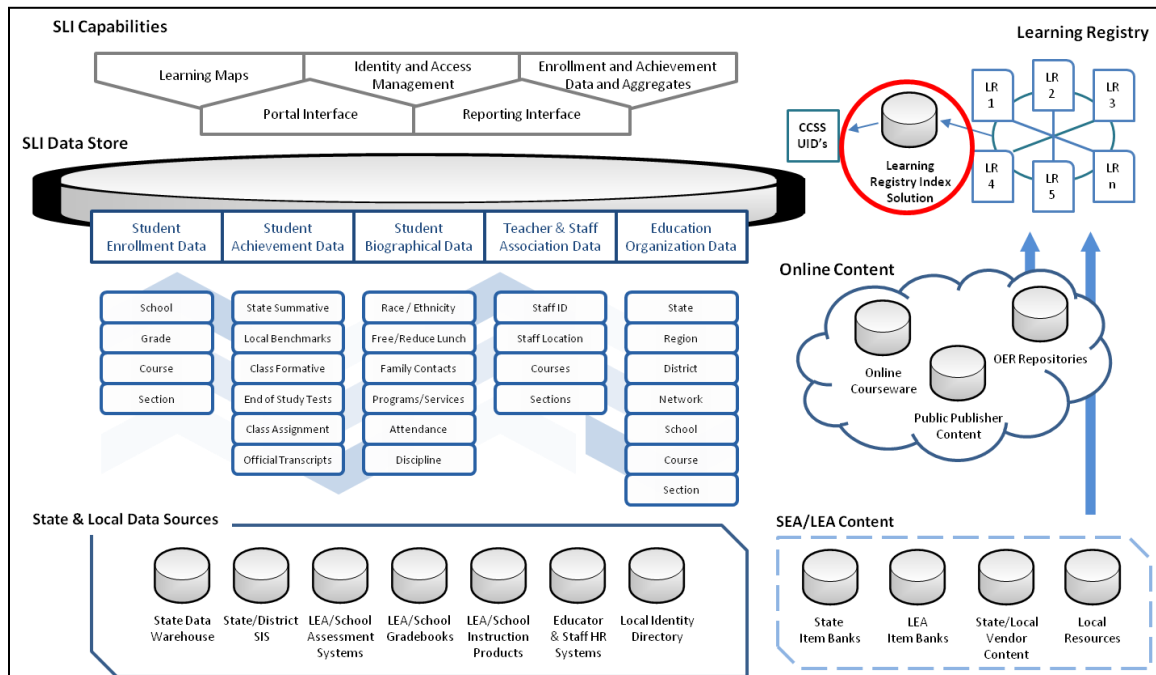 SLI Capabilities
Learning Maps
Identity and Access
Management
Enrollment and Achievement
Data and Aggregates
Portal Interface
Reporting Interface
SLI Data Store
Student
Enrollment Data
Student
Achievement Data
Student
Biographical Data
Teacher & Staff
Association Data
Education
Organization Data
School
Grade
Course
Section
State Summative
Local Benchmarks
Class Formative
End of Study Tests
Class Assignment
Official Transcripts
Race / Ethnicity
Free/Reduce Lunch
Family Contacts
Programs/Services
Attendance
Discipline
Staff ID
Staff Location
Courses
Sections
State
Region
District
Network
School
Course
Section
State & Local Data Sources
State Data
Warehouse
State/District
SIS
LEA/School
Assessment
Systems
LEA/School
Gradebooks
LEA/School
Instruction
Products
Educator
& Staff HR
Systems
Local Identity
Directory
Learning Registry
CCSS
UID's
Learning
Registry Index
Solution
LR
1
LR
2
LR
3
LR
4
LR
5
LR
n
Online Content
Online
Courseware
OER Repositories
Public Publisher
Content
SEA/LEA Content
State
Item Banks
LEA
Item Banks
State/Local
Vendor
Content
Local
Resources